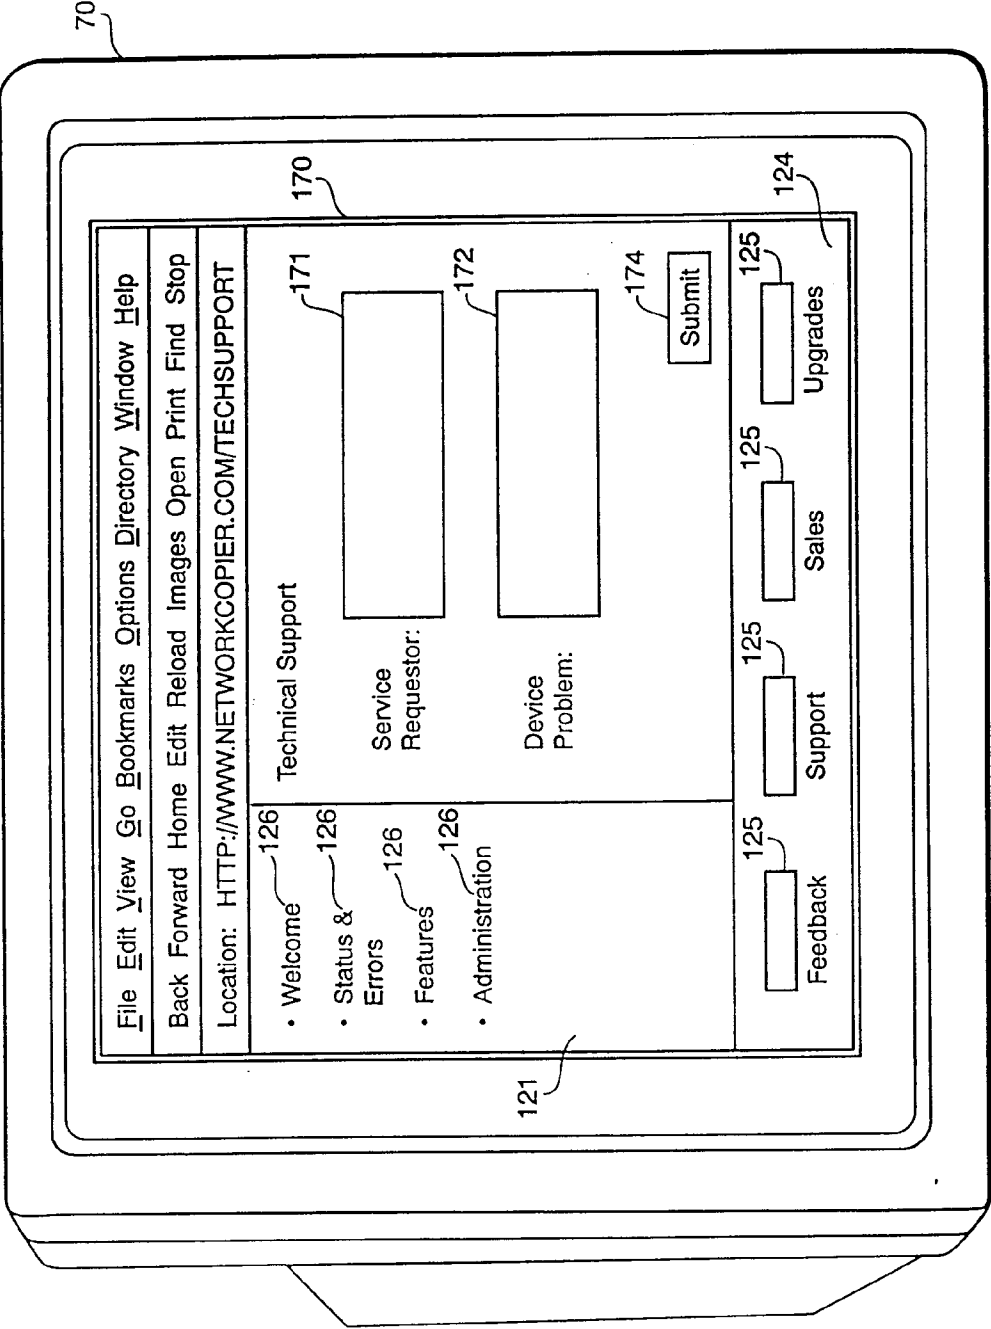 70
170
File Edit View Go Bookmarks Options Directory Window Help
Back Forward Home Edit Reload Images Open Print Find Stop
Location: HTTP://WWW.NETWORKCOPIER.COM/TECHSUPPORT
• Welcome
126
• Status &
Errors
126
• Features
126
• Administration
126
121
Technical Support
171
Service
Requestor:
172
Device
Problem:
174
Submit
125
125
125
125
Feedback
Support
Sales
Upgrades
124